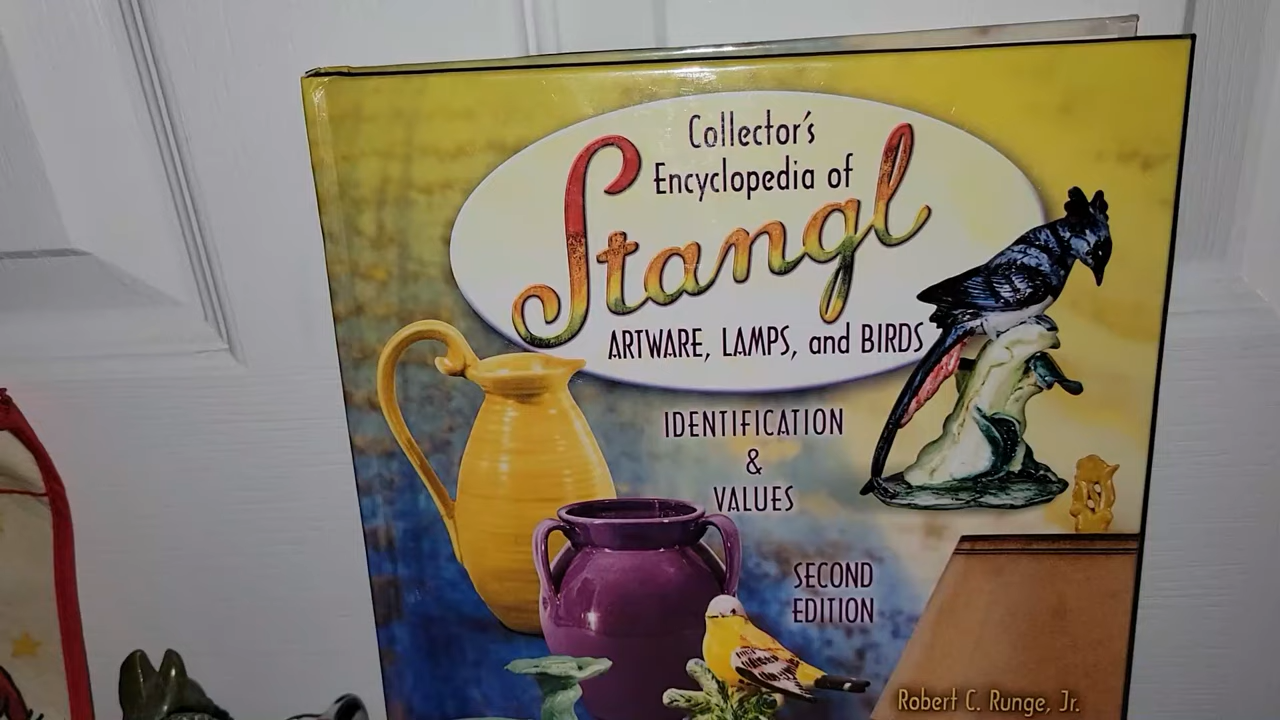 Collector's
Encyclopedia of
Stangl
ARTWARE, LAMPS, and BIRDS
IDENTIFICATION
&
VALUES
SECOND
EDITION
Robert C. Runge, Jr.